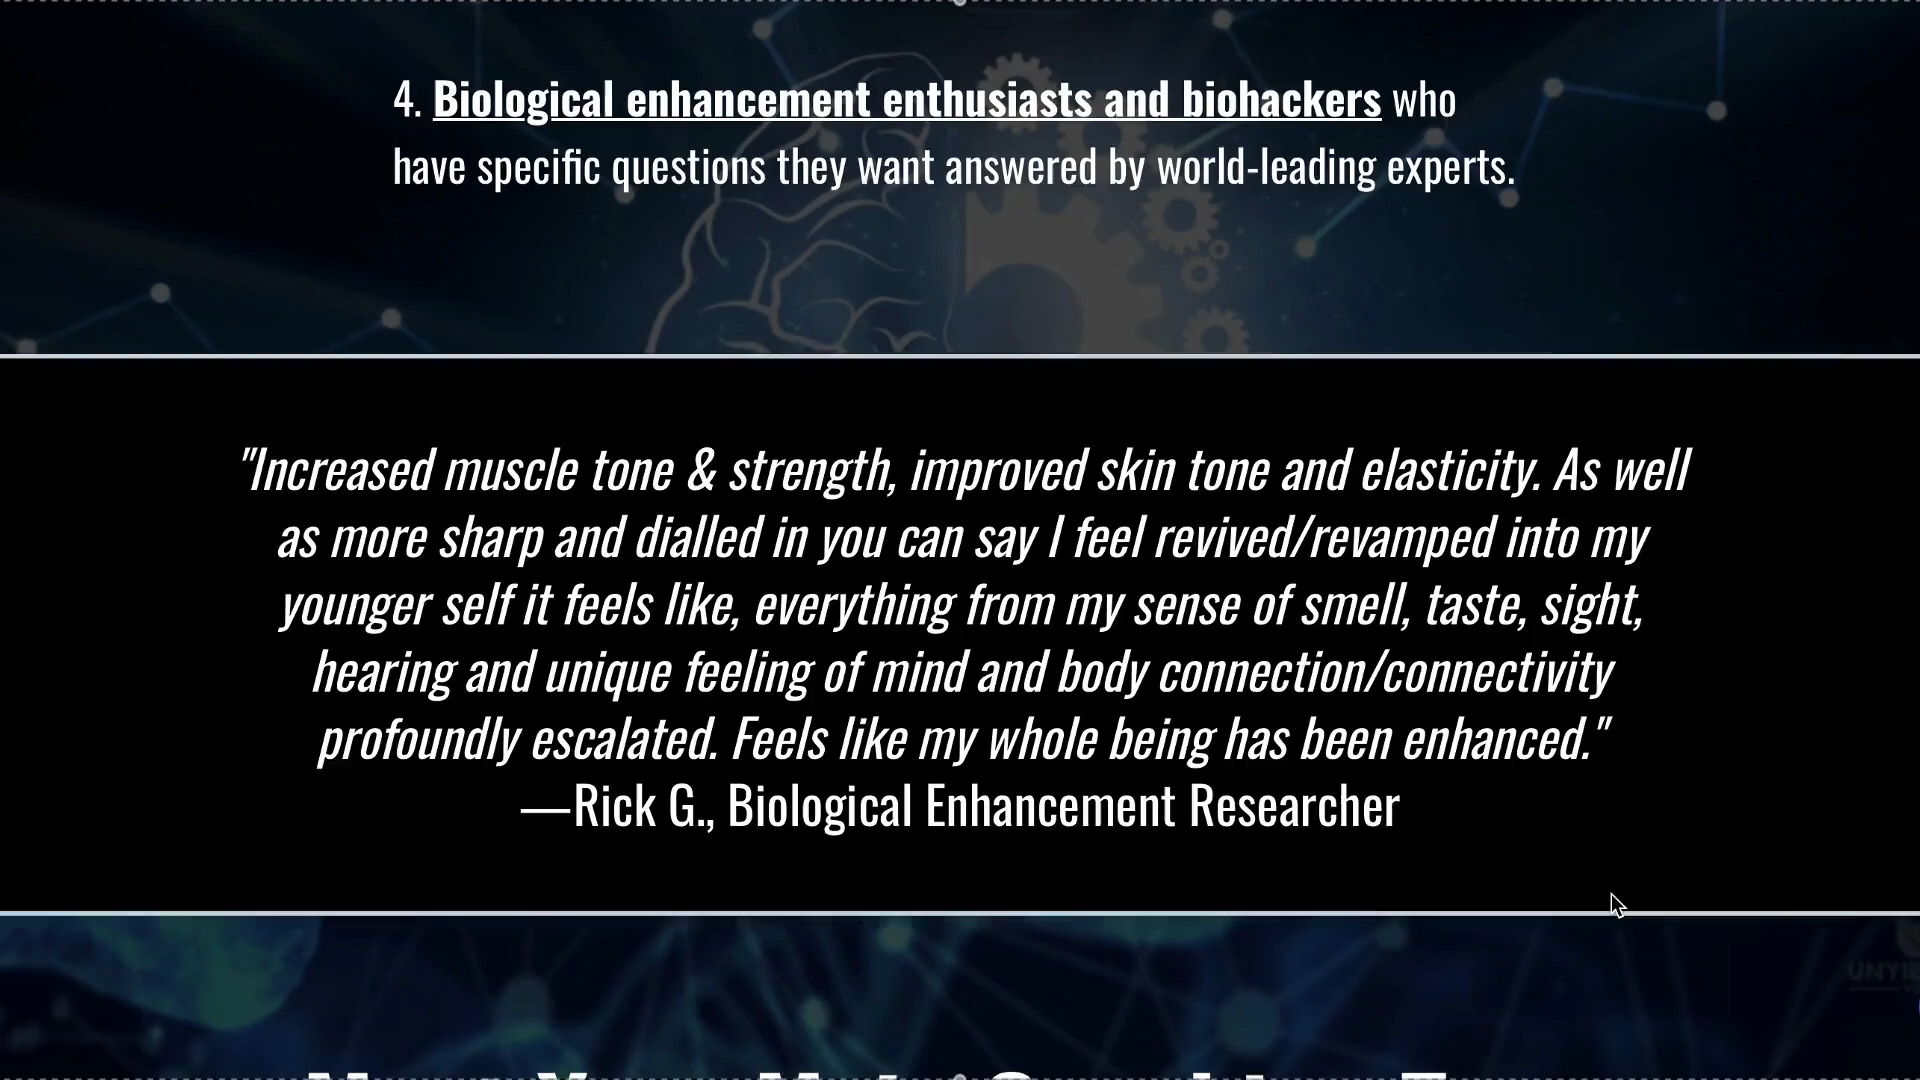 4. Biological enhancement enthusiasts and biohackers who
have specific questions they want answered by world-leading experts.
"Increased muscle tone & strength, improved skin tone and elasticity. As well
as more sharp and dialled in you can say I feel revived/revamped into my
younger self it feels like, everything from my sense of smell, taste, sight,
hearing and unique feeling of mind and body connection/connectivity
profoundly escalated. Feels like my whole being has been enhanced."
—Rick G., Biological Enhancement Researcher